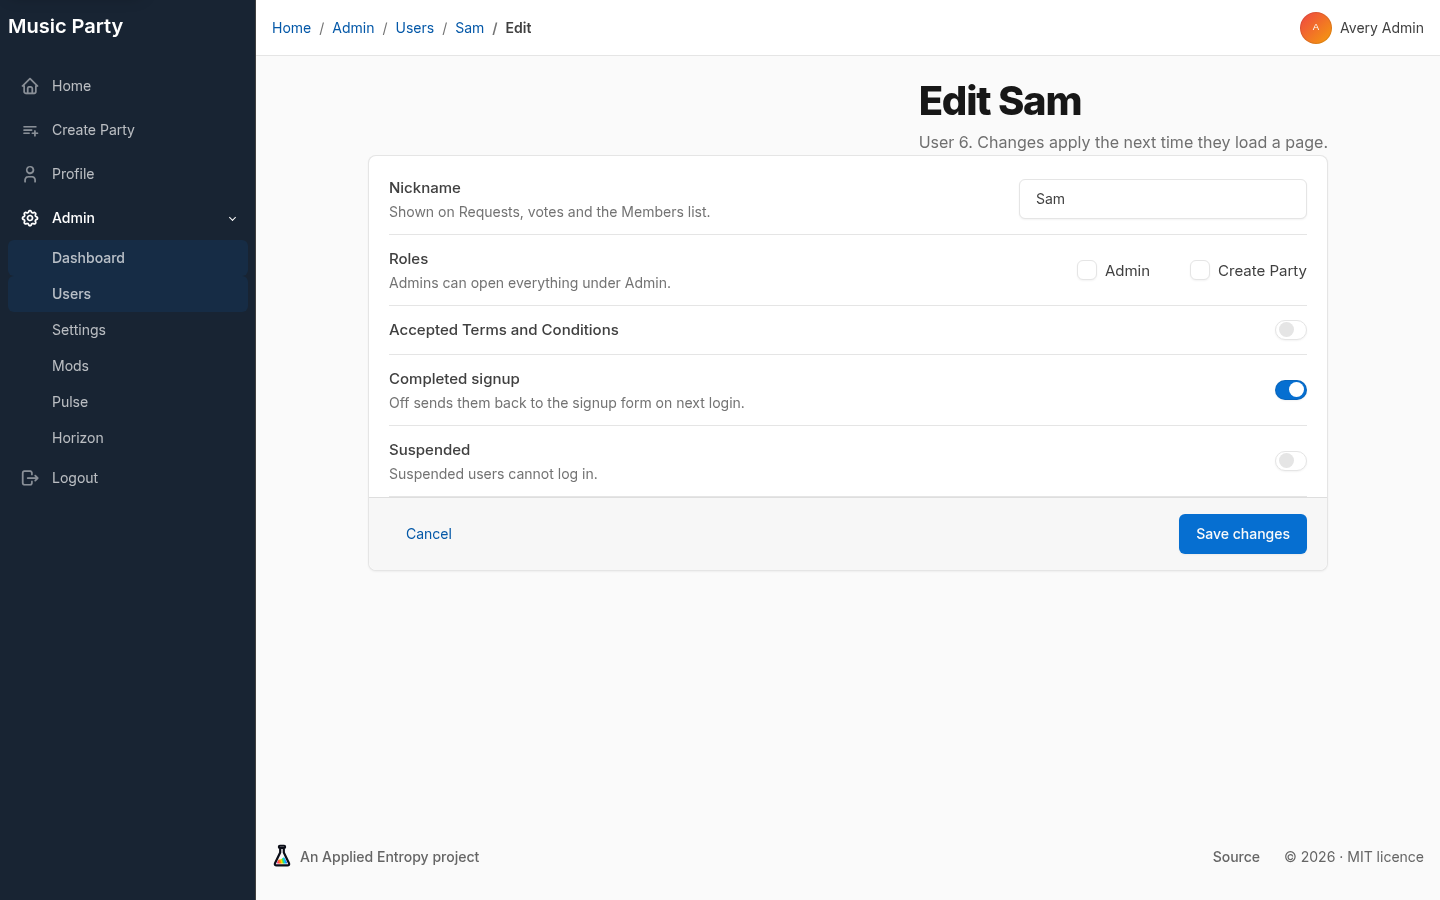 Music Party
Home
Create Party
Profile
Admin
Dashboard
Users
Settings
Mods
Pulse
Horizon
Logout
Home / Admin / Users / Sam / Edit
A Avery Admin
Edit Sam
User 6. Changes apply the next time they load a page.
Nickname
Shown on Requests, votes and the Members list.
Sam
Roles
Admins can open everything under Admin.
Admin
Create Party
Accepted Terms and Conditions
Completed signup
Off sends them back to the signup form on next login.
Suspended
Suspended users cannot log in.
Cancel
Save changes
An Applied Entropy project
Source
© 2026 · MIT licence